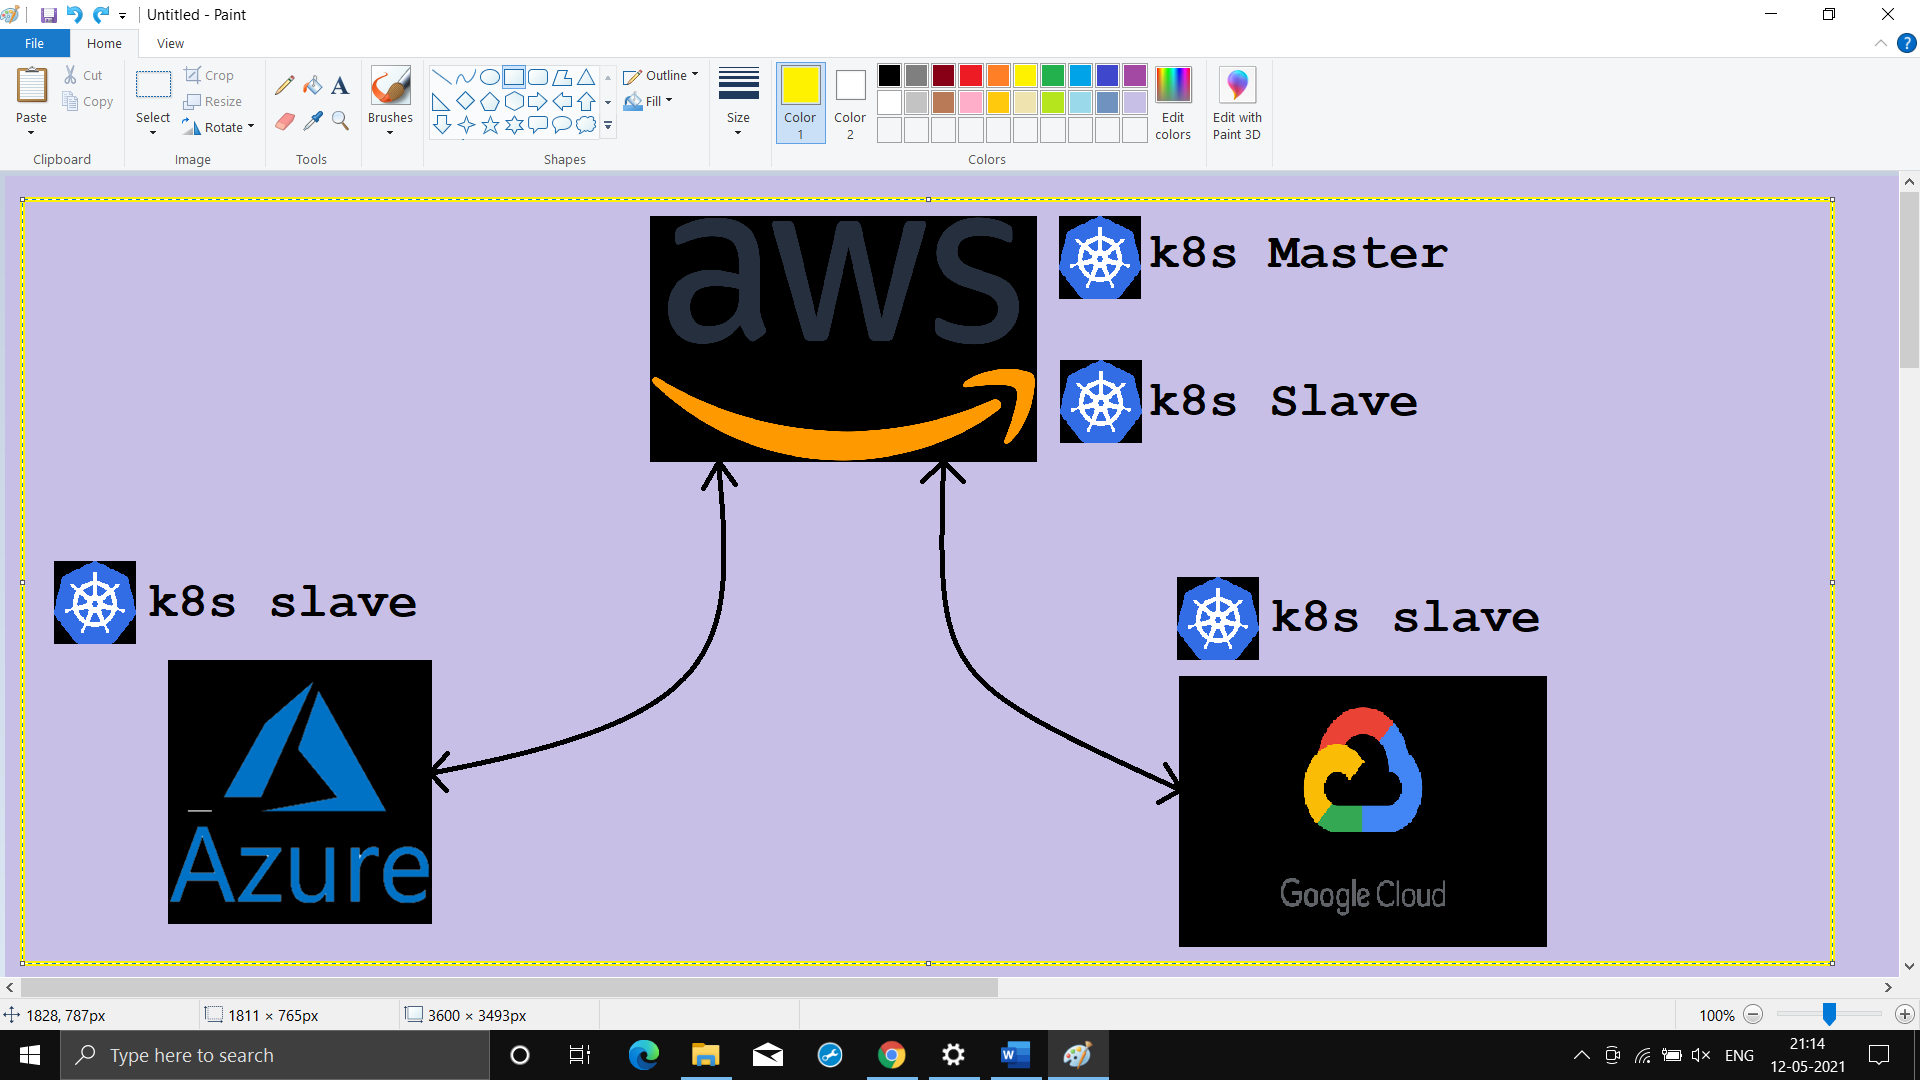 Untitled - Paint
File
Home
View
Paste
Cut
Copy
Clipboard
Select
Crop
Resize
Rotate
Image
Tools
Brushes
Shapes
Outline
Fill
Size
Color
1
Color
2
Edit
colors
Colors
Edit with
Paint 3D
aws
k8s Master
k8s Slave
k8s slave
k8s slave
Azure
Google Cloud
1828, 787px
1811 × 765px
3600 × 3493px
100%
Type here to search
ENG
21:14
12-05-2021